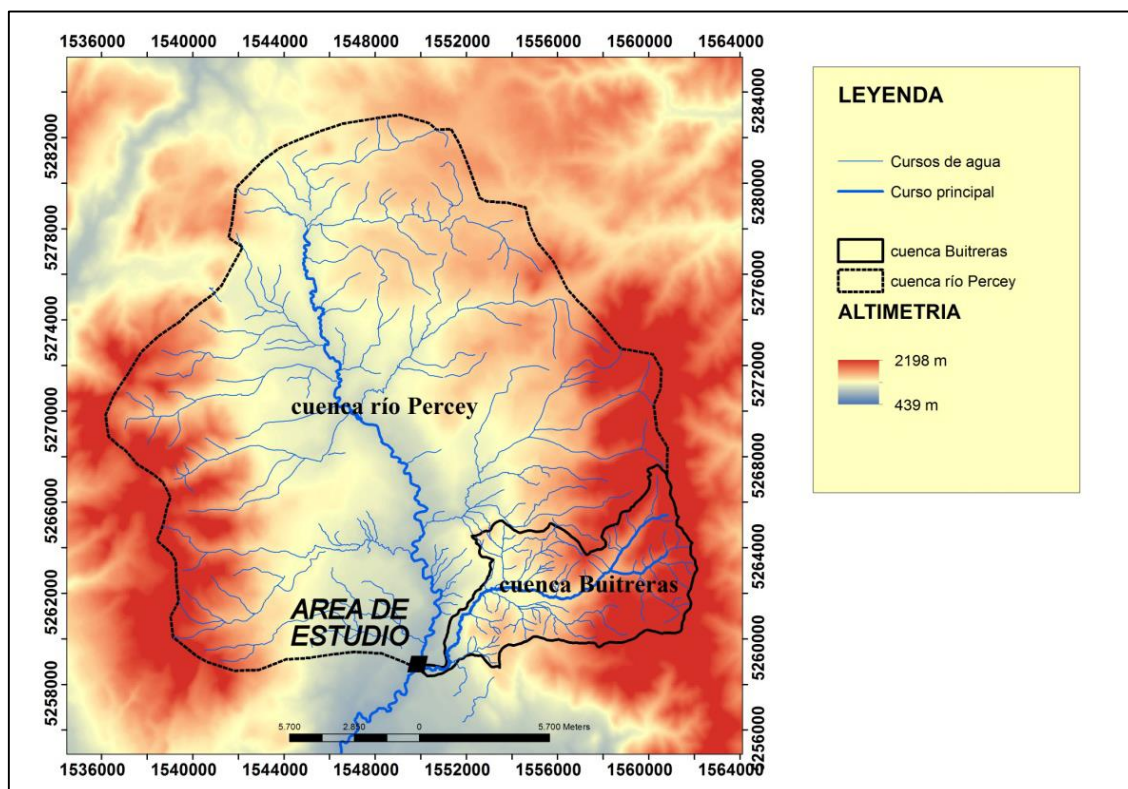 1536000 1540000 1544000 1548000 1552000 1556000 1560000 1564000
5282000
5278000
5274000
5270000
5266000
5262000
5258000
5284000
5280000
5276000
5272000
5268000
5264000
5260000
5256000
cuenca río Percey
cuenca Buitreras
AREA DE
ESTUDIO
5.700 2.850 0 5.700 Meters
1536000 1540000 1544000 1548000 1552000 1556000 1560000 1564000
LEYENDA
Cursos de agua
Curso principal
cuenca Buitreras
cuenca río Percey
ALTIMETRIA
2198 m
439 m